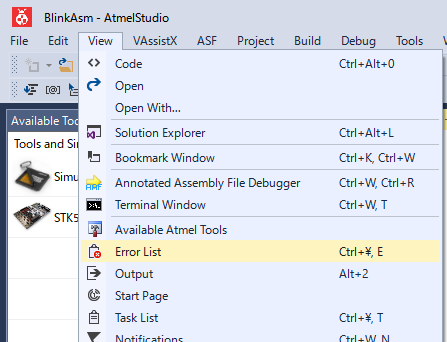 BlinkAsm - AtmelStudio
File Edit View VAssistX ASF Project Build Debug Tools
Available Too
Tools and Sim
Simu
STK5
Code Ctrl+Alt+0
Open
Open With...
Solution Explorer Ctrl+Alt+L
Bookmark Window Ctrl+K, Ctrl+W
Annotated Assembly File Debugger Ctrl+W, Ctrl+R
Terminal Window Ctrl+W, T
Available Atmel Tools
Error List Ctrl+¥, E
Output Alt+2
Start Page
Task List Ctrl+¥, T
Notifications Ctrl+W, N